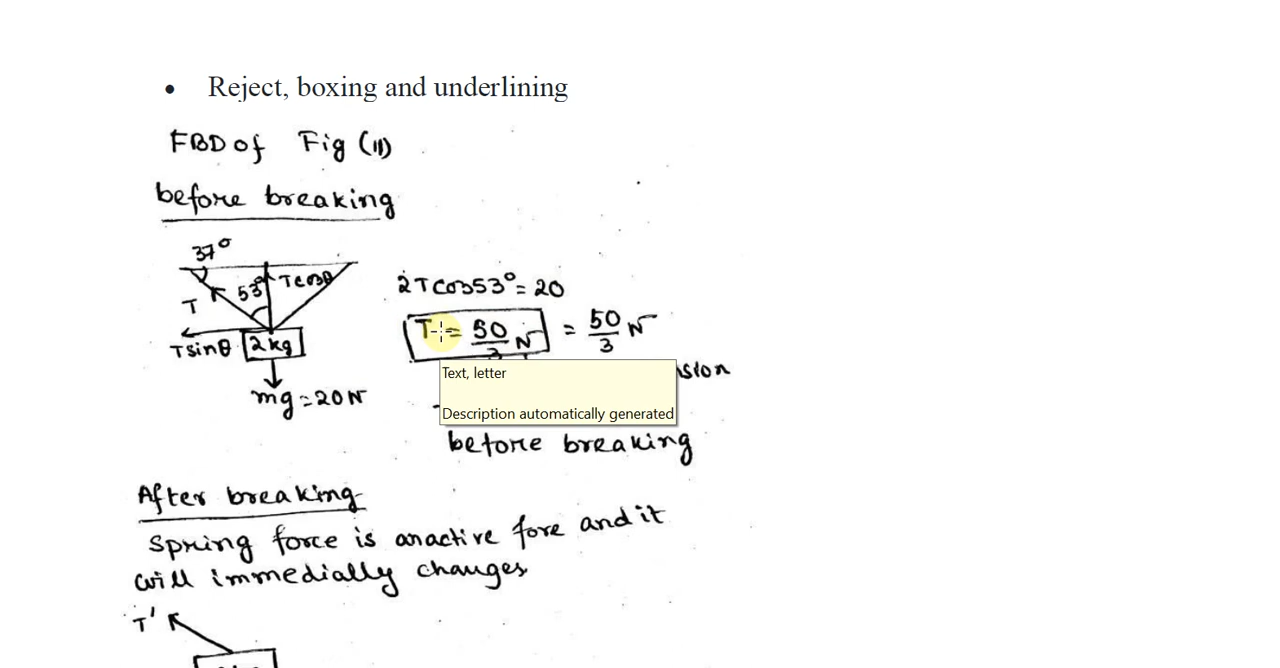 • Reject, boxing and underlining
FBD of Fig (11)
before breaking
37°
T 53° Tcosθ
2Tcos53° = 20
T = 50/3 N = 50/3 N
Tsinθ 2kg
Text, letter
mg = 20N
Description automatically generated
before breaking
After breaking
Spring force is anactive fore and it
will immedially changes
T'